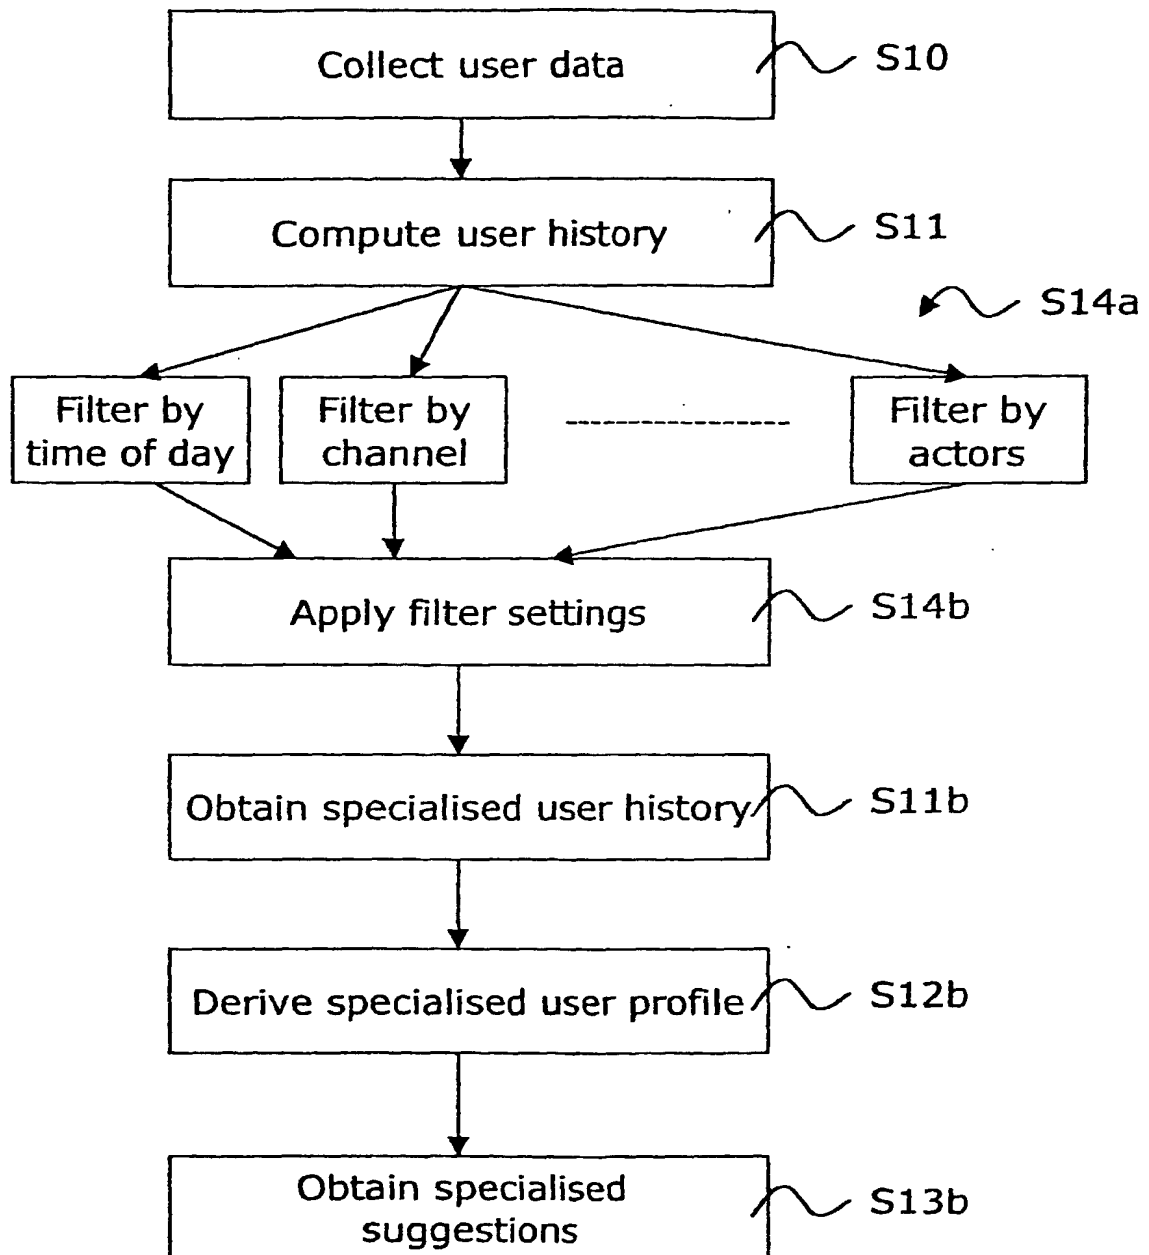 Collect user data
S10
Compute user history
S11
S14a
Filter by
time of day
Filter by
channel
Filter by
actors
Apply filter settings
S14b
Obtain specialised user history
S11b
Derive specialised user profile
S12b
Obtain specialised
suggestions
S13b